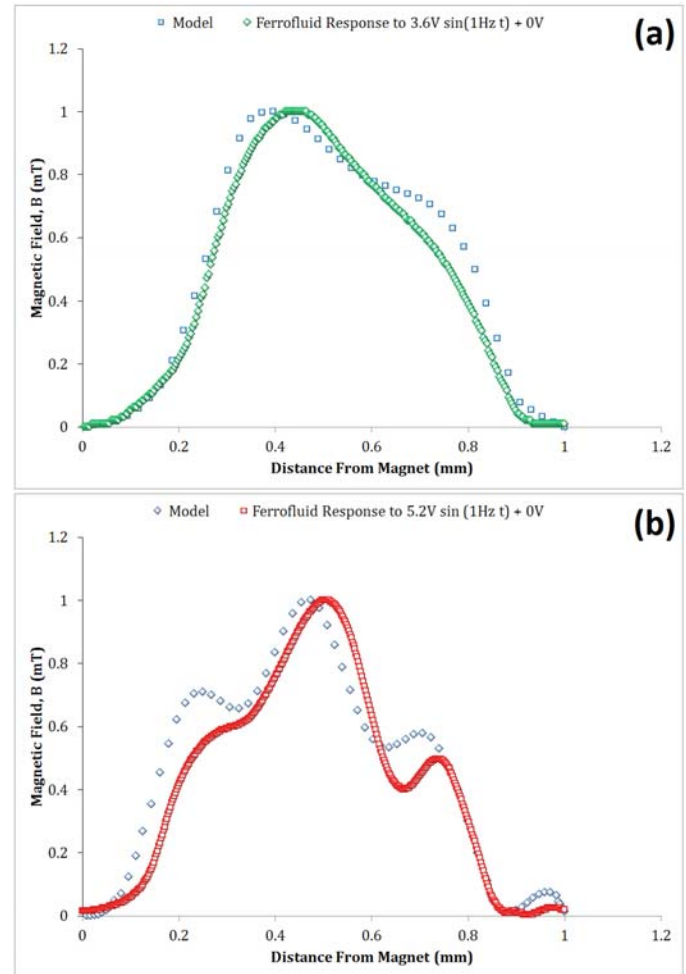 Model Ferrofluid Response to 3.6V sin(1Hz t) + 0V
(a)
1.2
1
0.8
0.6
0.4
0.2
0
Magnetic Field, B (mT)
0 0.2 0.4 0.6 0.8 1 1.2
Distance From Magnet (mm)
Model Ferrofluid Response to 5.2V sin (1Hz t) + 0V
(b)
1.2
1
0.8
0.6
0.4
0.2
0
Magnetic Field, B (mT)
0 0.2 0.4 0.6 0.8 1 1.2
Distance From Magnet (mm)